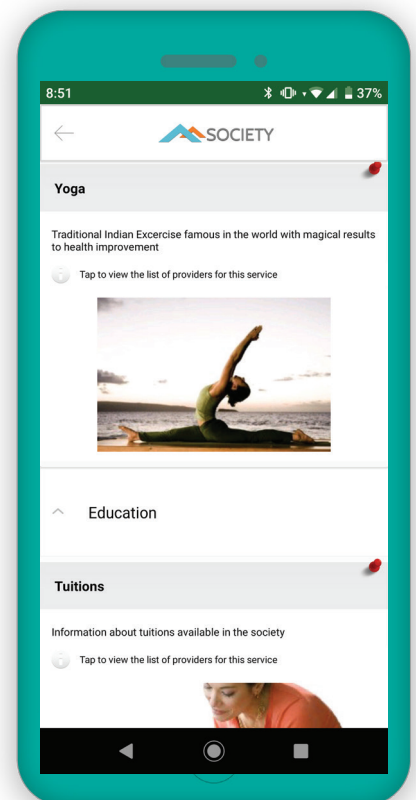 8:51
37%
SOCIETY
Yoga
Traditional Indian Excercise famous in the world with magical results
to health improvement
Tap to view the list of providers for this service
Education
Tuitions
Information about tuitions available in the society
Tap to view the list of providers for this service